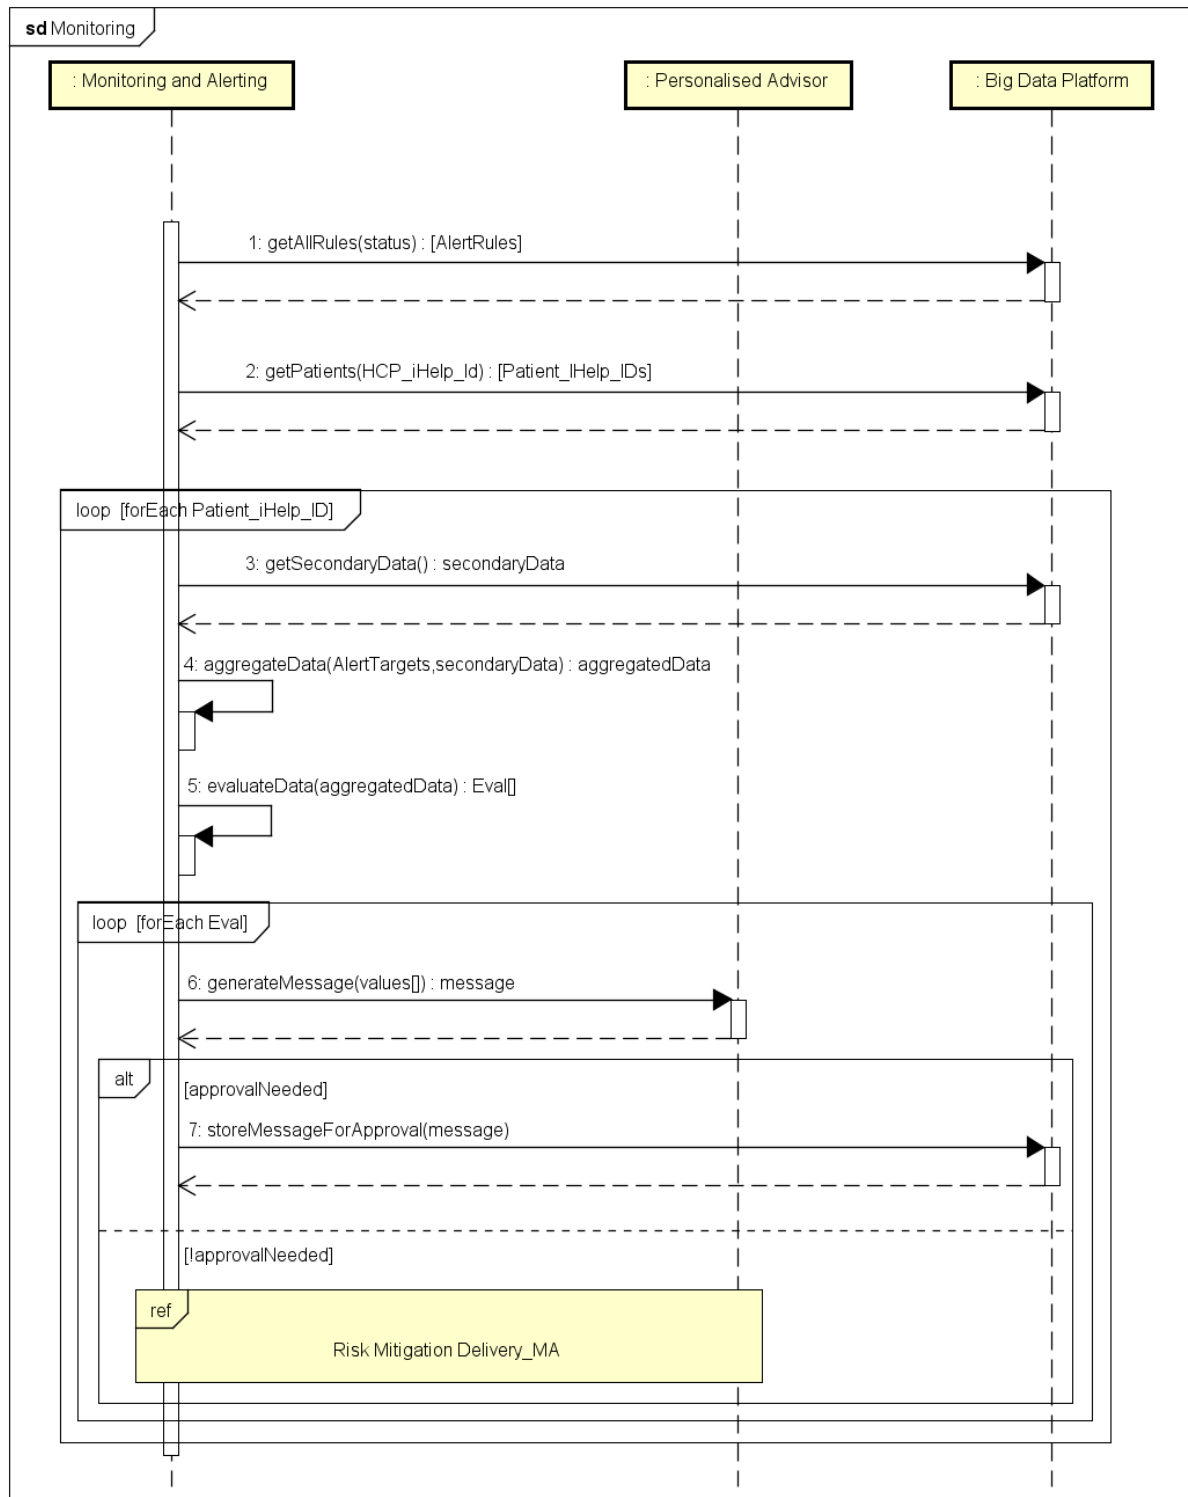 sd Monitoring
: Monitoring and Alerting
: Personalised Advisor
: Big Data Platform
1: getAllRules(status) : [AlertRules]
2: getPatients(HCP_iHelp_Id) : [Patient_IHelp_IDs]
loop [forEach Patient_iHelp_ID]
3: getSecondaryData() : secondaryData
4: aggregateData(AlertTargets,secondaryData) : aggregatedData
5: evaluateData(aggregatedData) : Eval[]
loop [forEach Eval]
6: generateMessage(values[]) : message
alt
[approvalNeeded]
7: storeMessageForApproval(message)
[!approvalNeeded]
ref
Risk Mitigation Delivery_MA